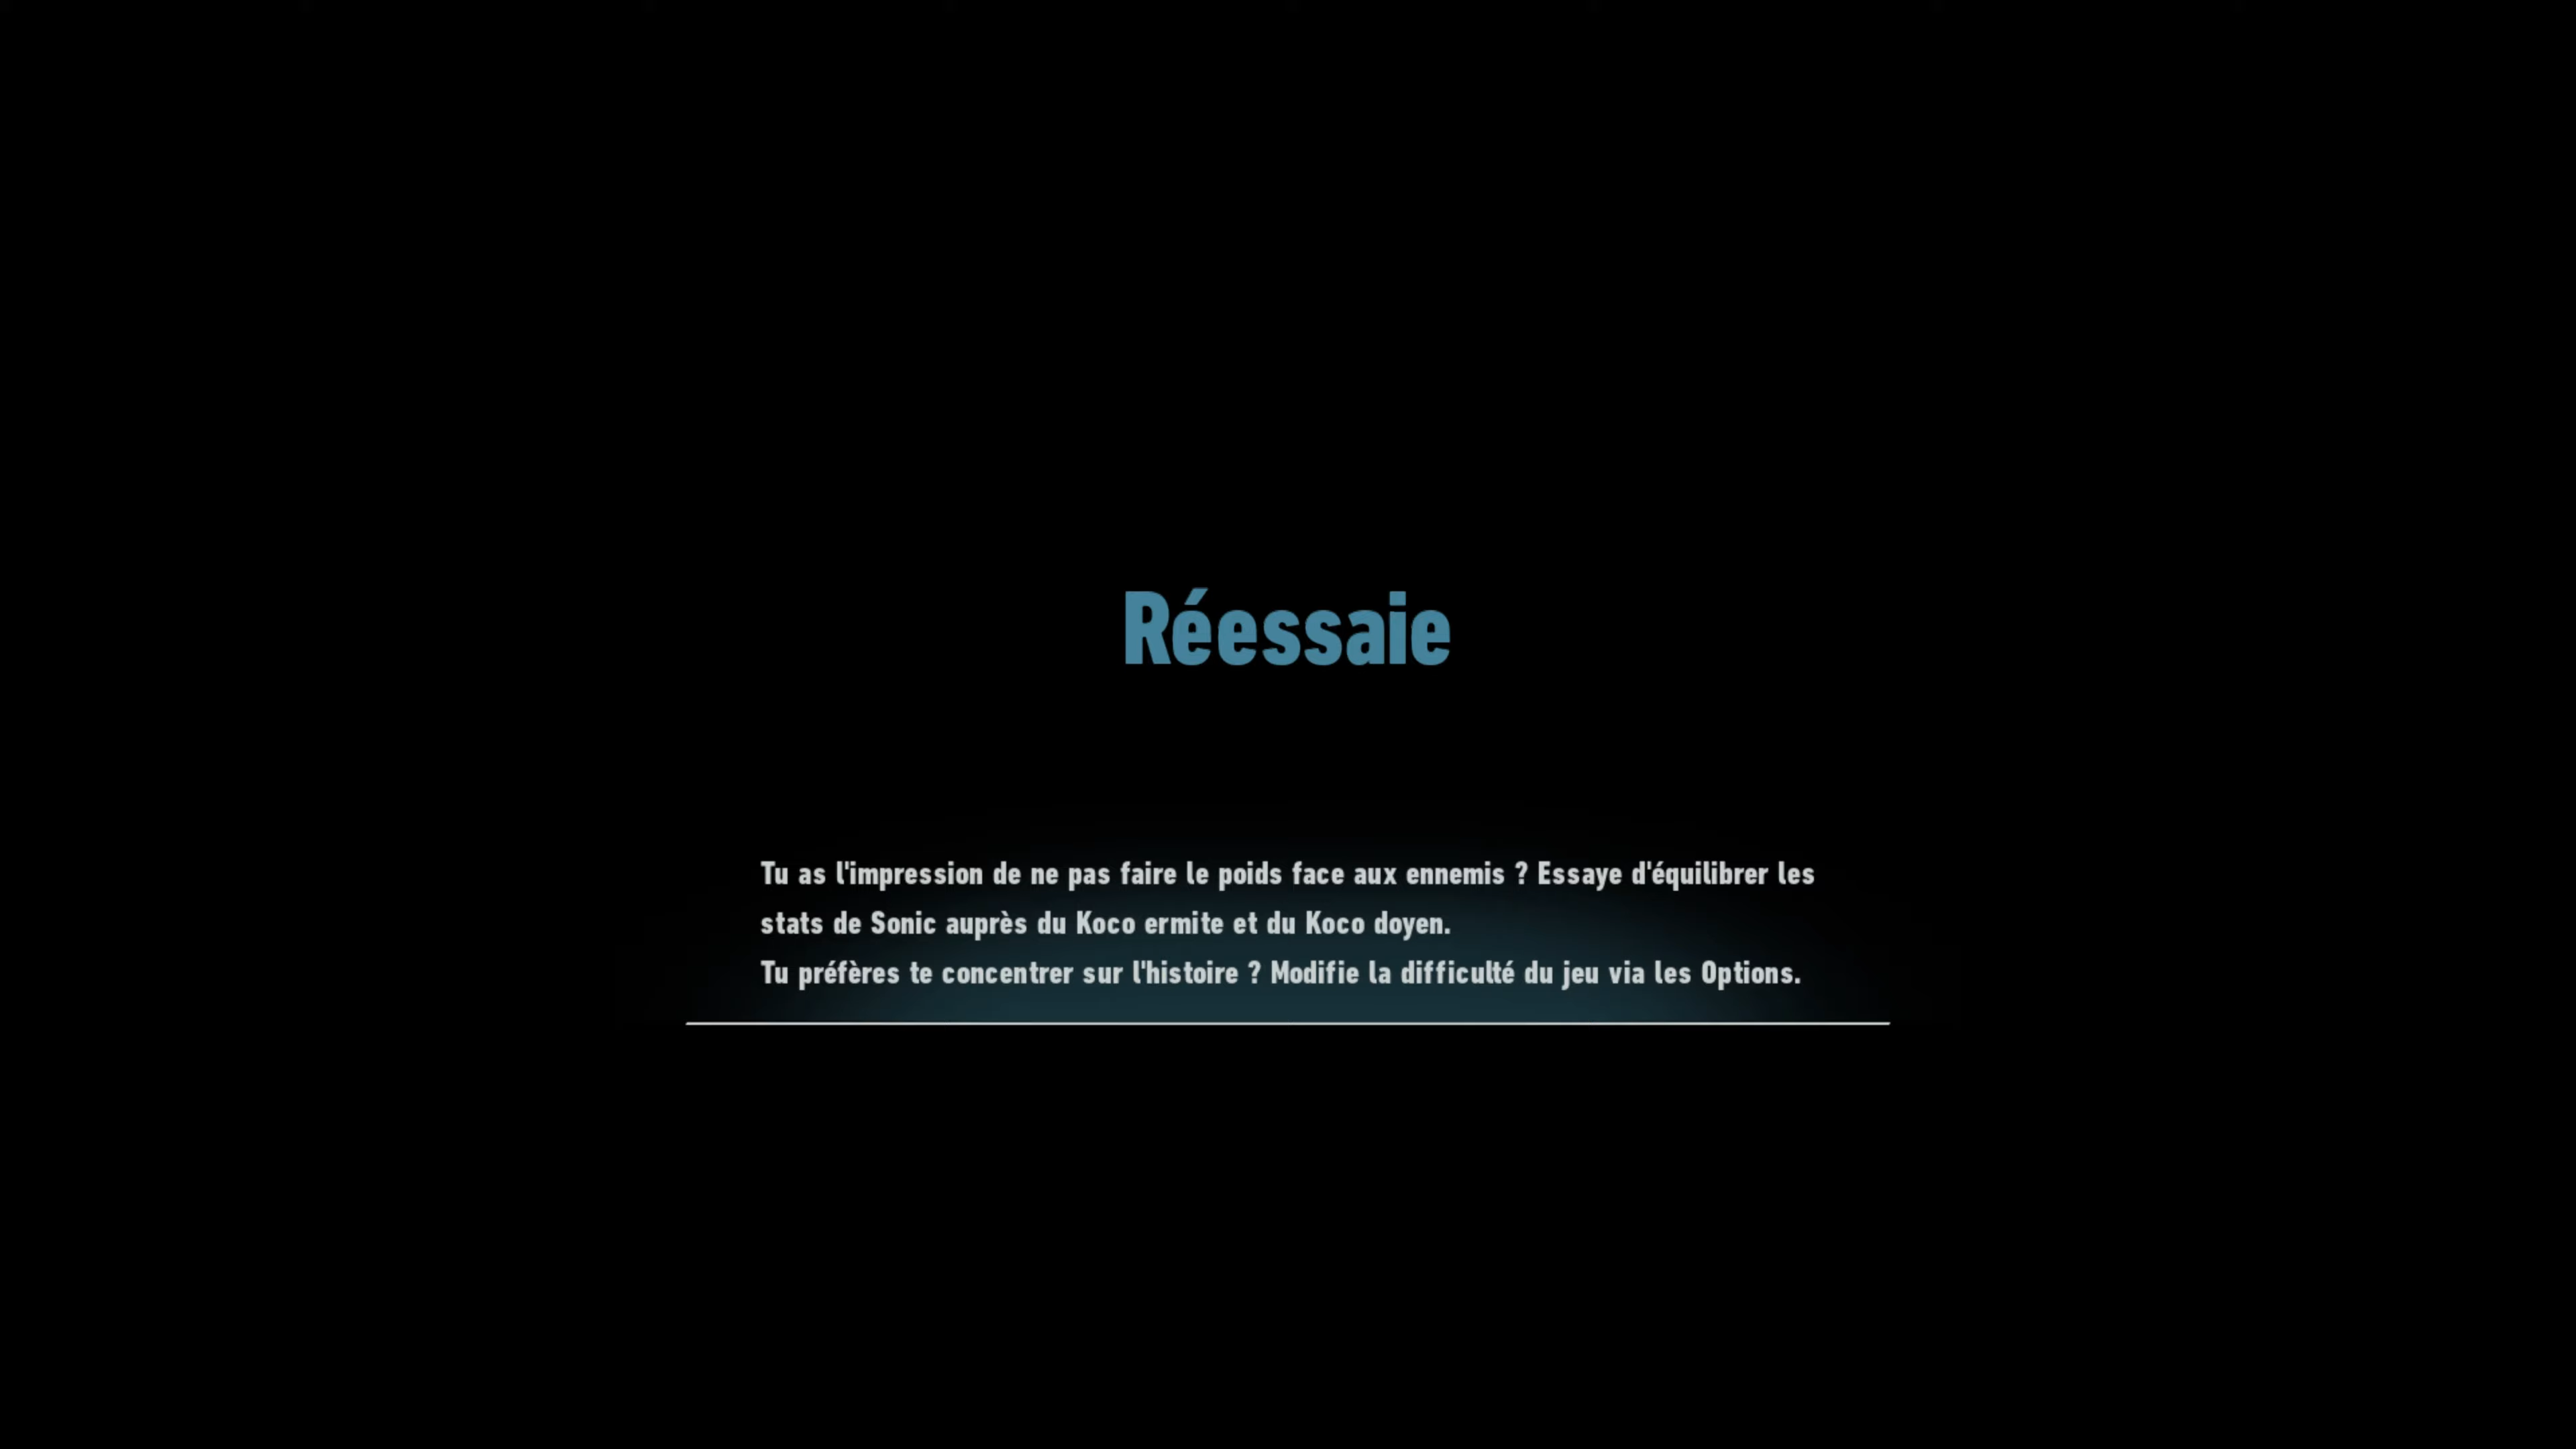 Réessaie
Tu as l'impression de ne pas faire le poids face aux ennemis ? Essaye d'équilibrer les
stats de Sonic auprès du Koco ermite et du Koco doyen.
Tu préfères te concentrer sur l'histoire ? Modifie la difficulté du jeu via les Options.